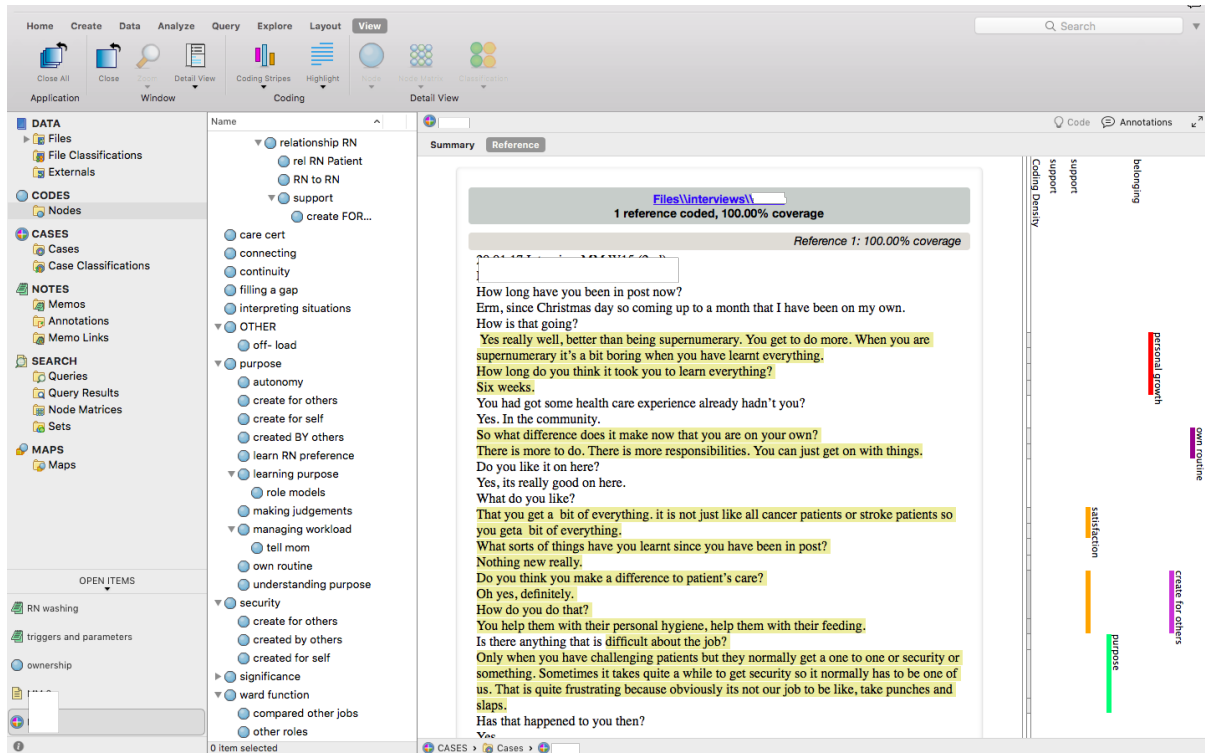 Home Create Data Analyze Query Explore Layout View
Search
Close All Close Zoom Detail View Coding Stripes Highlight Node Node Matrix Classification
Application Window Coding Detail View
DATA
Files
File Classifications
Externals
CODES
Nodes
CASES
Cases
Case Classifications
NOTES
Memos
Annotations
Memo Links
SEARCH
Queries
Query Results
Node Matrices
Sets
MAPS
Maps
OPEN ITEMS
RN washing
triggers and parameters
ownership
Name
relationship RN
rel RN Patient
RN to RN
support
create FOR...
care cert
connecting
continuity
filling a gap
interpreting situations
OTHER
off- load
purpose
autonomy
create for others
create for self
created BY others
learn RN preference
learning purpose
role models
making judgements
managing workload
tell mom
own routine
understanding purpose
security
create for others
created by others
created for self
significance
ward function
compared other jobs
other roles
0 item selected
Code Annotations
Summary Reference
Files\\interviews\\
1 reference coded, 100.00% coverage
Reference 1: 100.00% coverage
How long have you been in post now?
Erm, since Christmas day so coming up to a month that I have been on my own.
How is that going?
Yes really well, better than being supernumerary. You get to do more. When you are
supernumerary it's a bit boring when you have learnt everything.
How long do you think it took you to learn everything?
Six weeks.
You had got some health care experience already hadn't you?
Yes. In the community.
So what difference does it make now that you are on your own?
There is more to do. There is more responsibilities. You can just get on with things.
Do you like it on here?
Yes, its really good on here.
What do you like?
That you get a bit of everything. it is not just like all cancer patients or stroke patients so
you geta bit of everything.
What sorts of things have you learnt since you have been in post?
Nothing new really.
Do you think you make a difference to patient's care?
Oh yes, definitely.
How do you do that?
You help them with their personal hygiene, help them with their feeding.
Is there anything that is difficult about the job?
Only when you have challenging patients but they normally get a one to one or security or
something. Sometimes it takes quite a while to get security so it normally has to be one of
us. That is quite frustrating because obviously its not our job to be like, take punches and
slaps.
Has that happened to you then?
Yes
CASES › Cases ›
Coding Density
support
support
belonging
personal growth
own routine
satisfaction
create for others
purpose